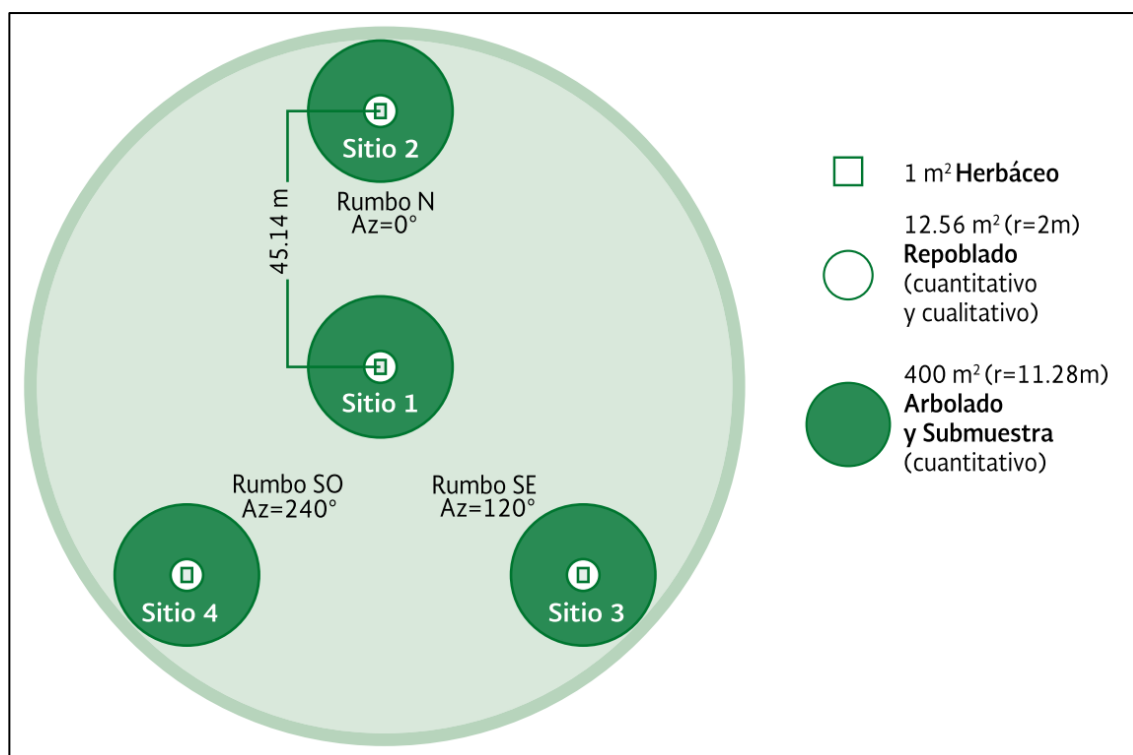 Sitio 2
Rumbo N
Az=0°
45.14 m
Sitio 1
Rumbo SO
Az=240°
Rumbo SE
Az=120°
Sitio 4
Sitio 3
1 m² Herbáceo
12.56 m² (r=2m)
Repoblado
(cuantitativo
y cualitativo)
400 m² (r=11.28m)
Arbolado
y Submuestra
(cuantitativo)